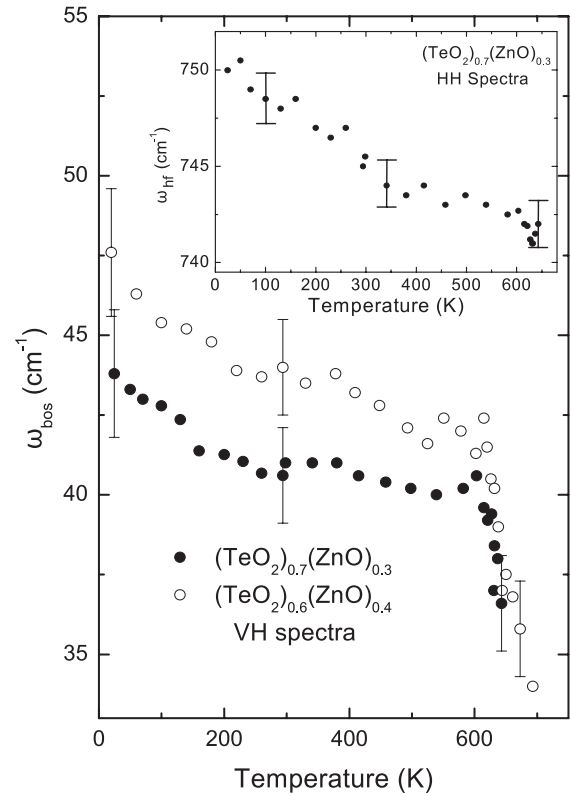 (TeO₂)₀.₇(ZnO)₀.₃
HH Spectra
750
745
740
ω_hf (cm⁻¹)
0 100 200 300 400 500 600
Temperature (K)
55
50
45
40
35
ω_bos (cm⁻¹)
(TeO₂)₀.₇(ZnO)₀.₃
(TeO₂)₀.₆(ZnO)₀.₄
VH spectra
0 200 400 600
Temperature (K)